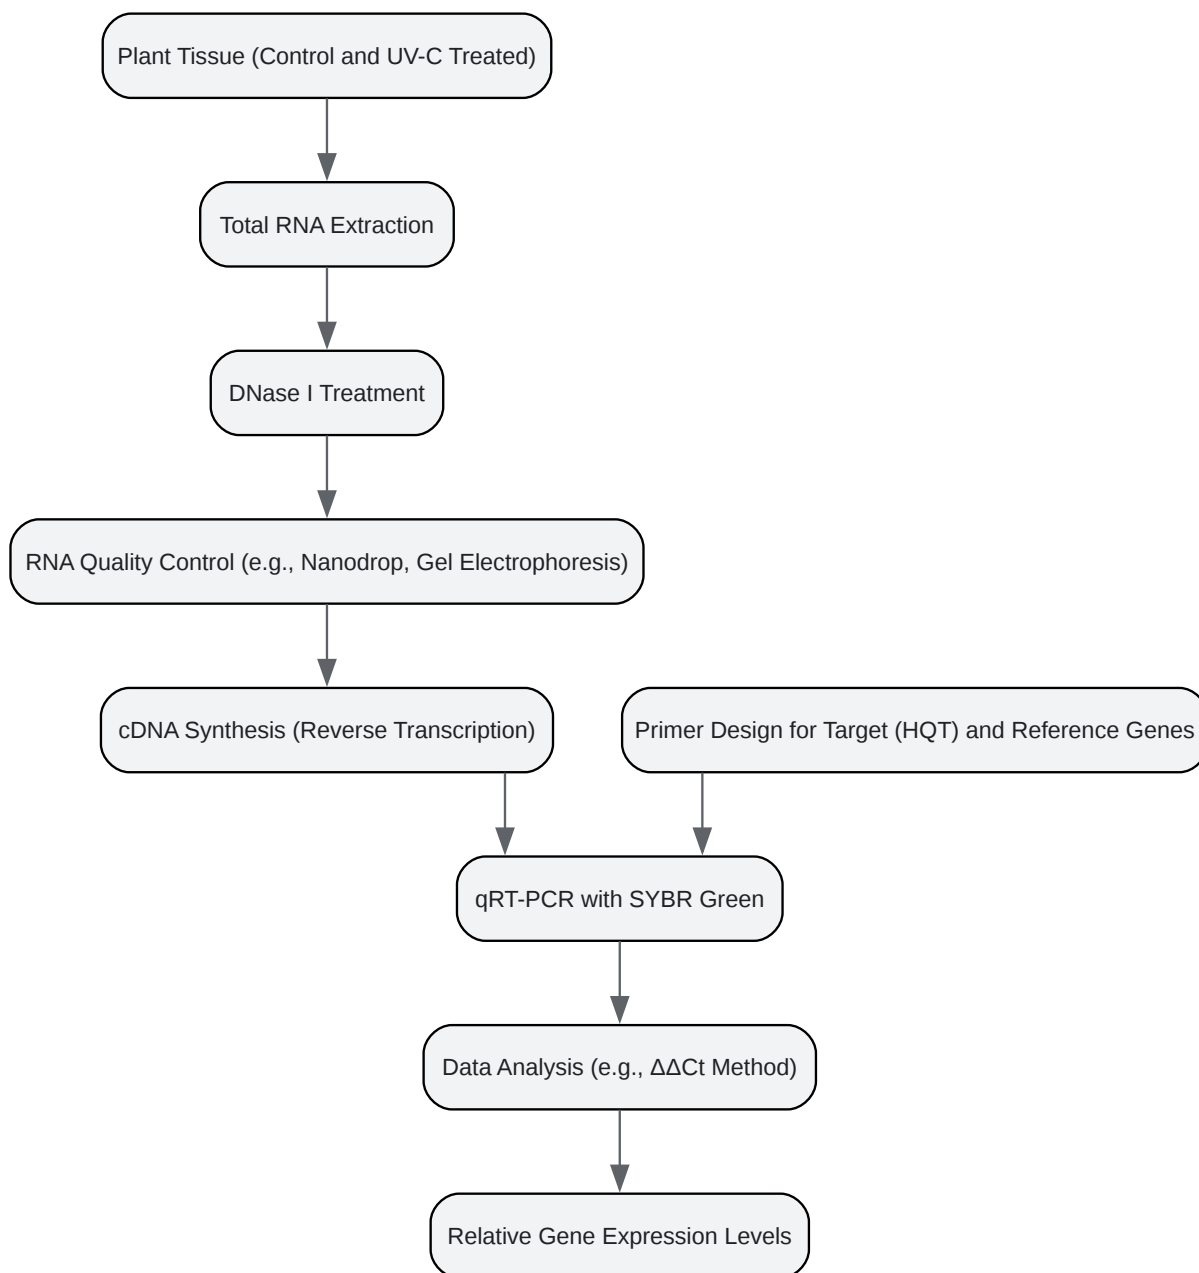 Plant Tissue (Control and UV-C Treated)
Total RNA Extraction
DNase I Treatment
RNA Quality Control (e.g., Nanodrop, Gel Electrophoresis)
cDNA Synthesis (Reverse Transcription)
Primer Design for Target (HQT) and Reference Genes
qRT-PCR with SYBR Green
Data Analysis (e.g., ΔΔCt Method)
Relative Gene Expression Levels